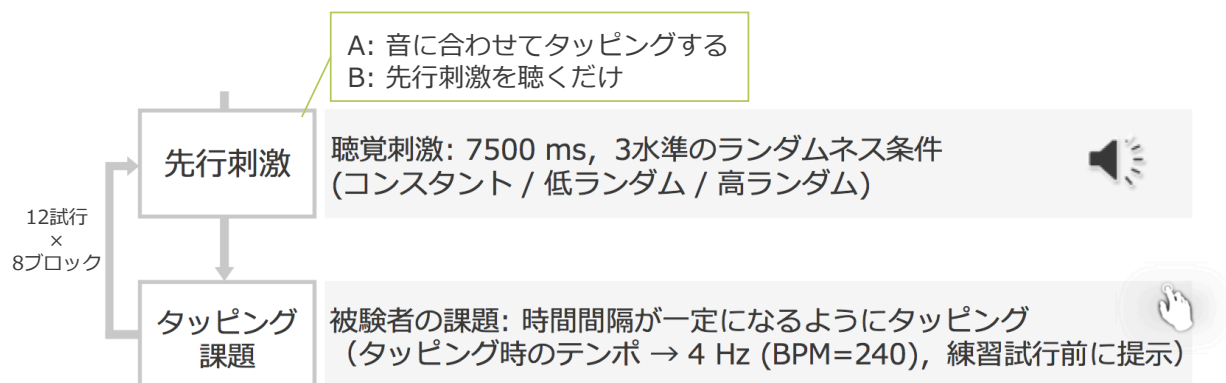 A: 音に合わせてタッピングする
B: 先行刺激を聴くだけ
先行刺激
聴覚刺激: 7500 ms, 3水準のランダムネス条件
(コンスタント / 低ランダム / 高ランダム)
12試行
×
8ブロック
タッピング
課題
被験者の課題: 時間間隔が一定になるようにタッピング
（タッピング時のテンポ → 4 Hz (BPM=240), 練習試行前に提示）